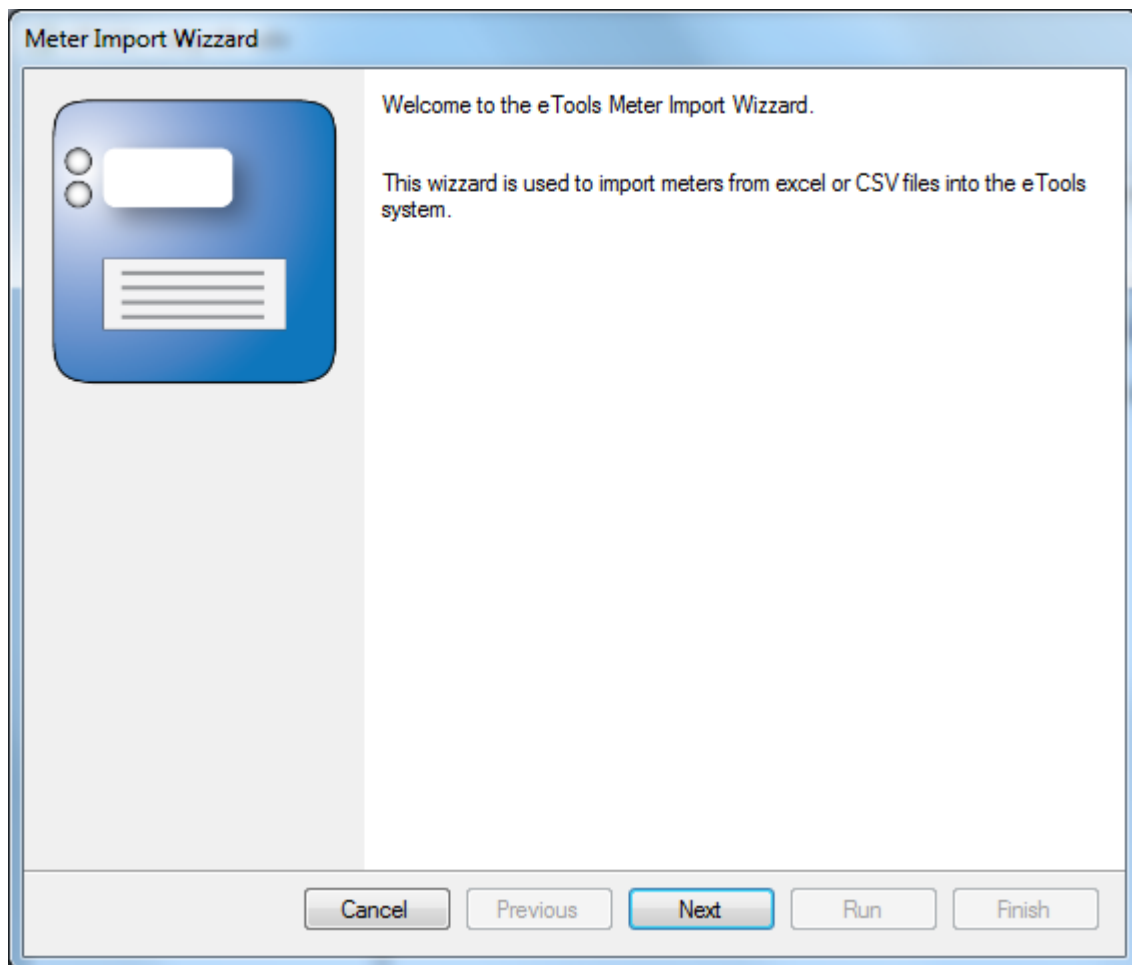 Meter Import Wizzard
Welcome to the eTools Meter Import Wizzard.
This wizzard is used to import meters from excel or CSV files into the eTools
system.
Cancel
Previous
Next
Run
Finish